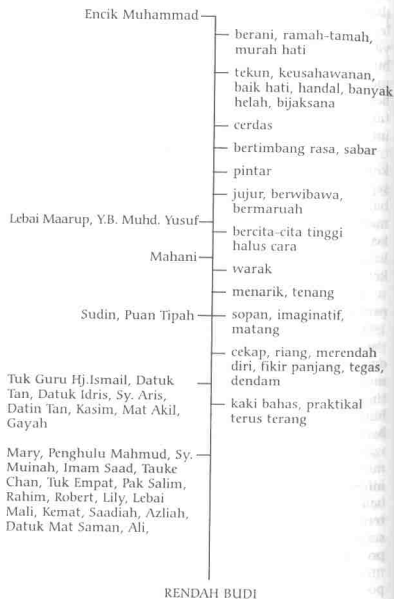 Encik Muhammad
berani, ramah-tamah,
murah hati
tekun, keusahawanan,
baik hati, handal, banyak
helah, bijaksana
cerdas
bertimbang rasa, sabar
pintar
jujur, berwibawa,
bermaruah
Lebai Maarup, Y.B. Muhd. Yusuf
bercita-cita tinggi
halus cara
Mahani
warak
menarik, tenang
Sudin, Puan Tipah
sopan, imaginatif,
matang
cekap, riang, merendah
diri, fikir panjang, tegas,
dendam
Tuk Guru Hj.Ismail, Datuk
Tan, Datuk Idris, Sy. Aris,
Datin Tan, Kasim, Mat Akil,
Gayah
kaki bahas, praktikal
terus terang
Mary, Penghulu Mahmud, Sy.
Muinah, Imam Saad, Tauke
Chan, Tuk Empat, Pak Salim,
Rahim, Robert, Lily, Lebai
Mali, Kemat, Saadiah, Azliah,
Datuk Mat Saman, Ali,
RENDAH BUDI